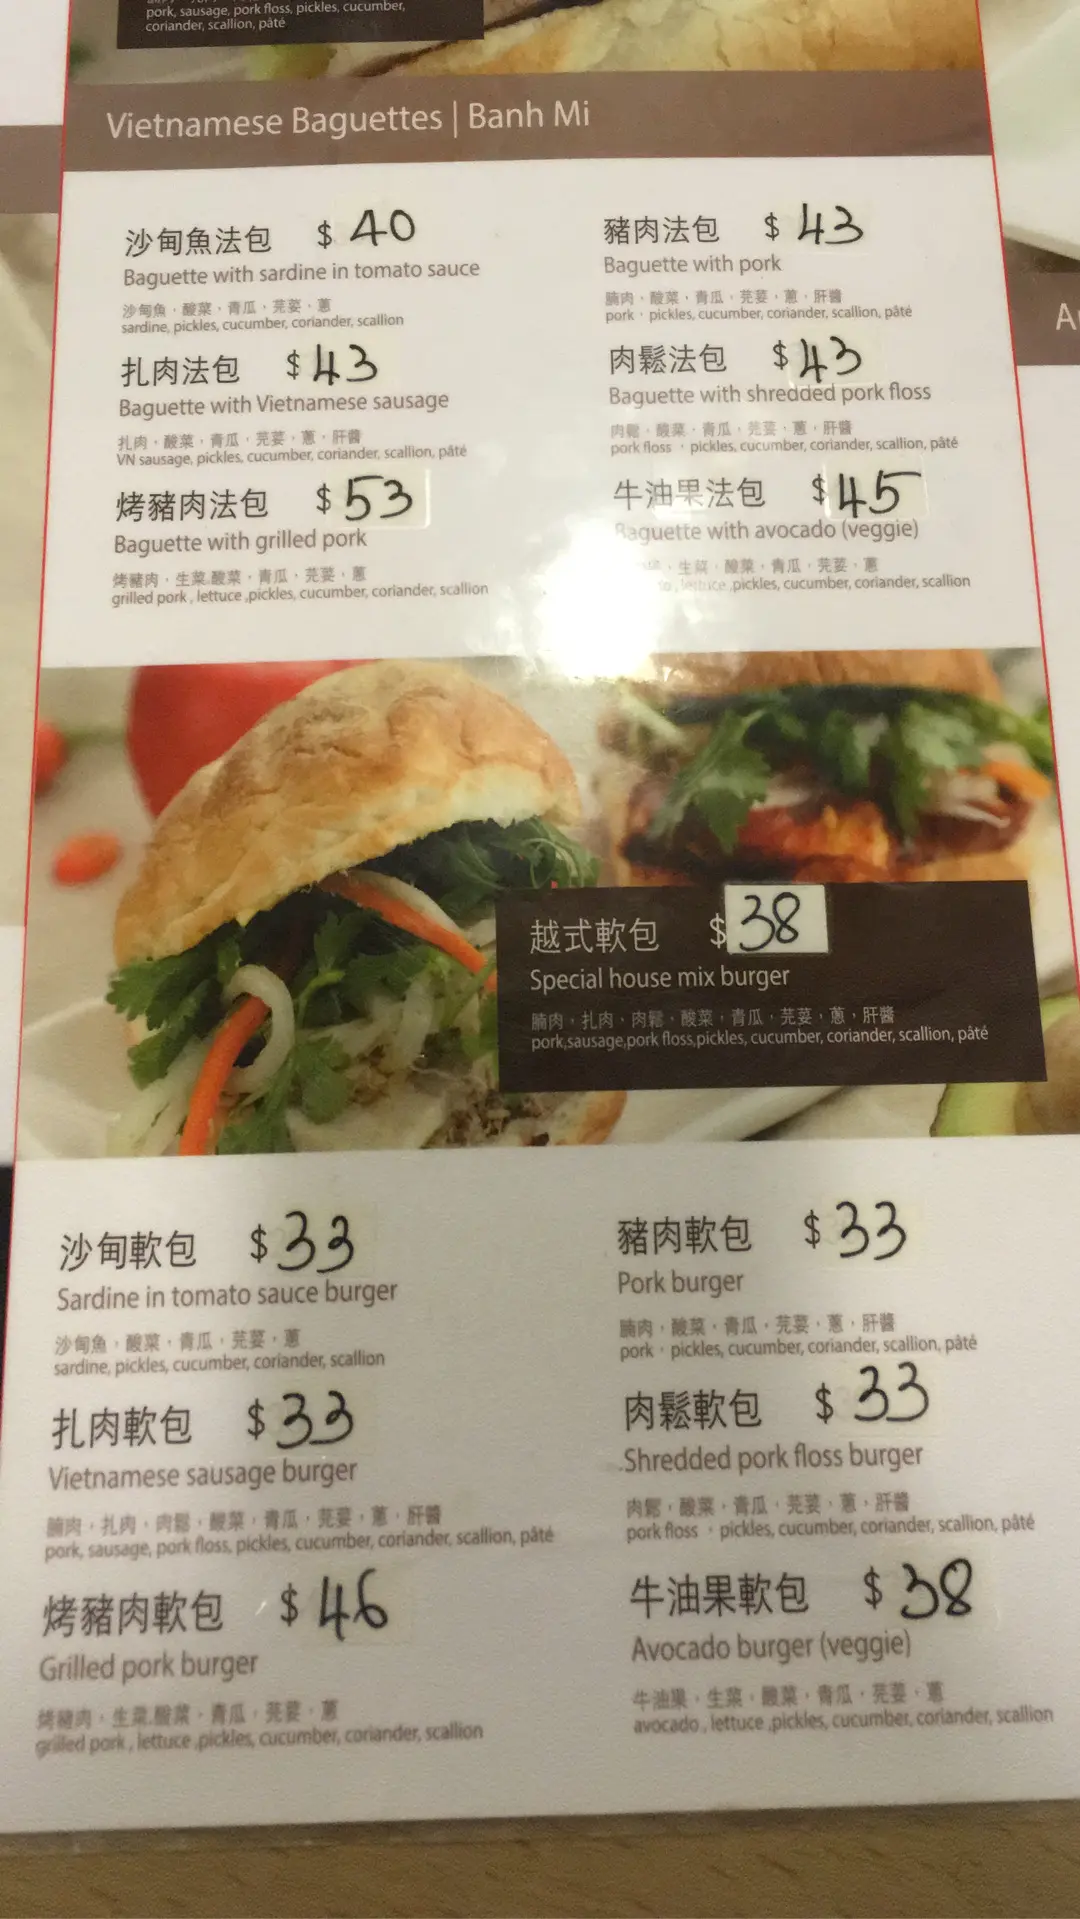 pork, sausage, pork floss, pickles, cucumber,
coriander, scallion, pâté
Vietnamese Baguettes | Banh Mi
沙甸魚法包 $ 40
Baguette with sardine in tomato sauce
沙甸魚，酸菜，青瓜，芫荽，蔥
sardine, pickles, cucumber, coriander, scallion
扎肉法包 $ 43
Baguette with Vietnamese sausage
扎肉，酸菜，青瓜，芫荽，蔥，肝醬
VN sausage, pickles, cucumber, coriander, scallion, pâté
烤豬肉法包 $ 53
Baguette with grilled pork
烤豬肉，生菜,酸菜，青瓜，芫荽，蔥
grilled pork , lettuce ,pickles, cucumber, coriander, scallion
豬肉法包 $ 43
Baguette with pork
腩肉，酸菜，青瓜，芫荽，蔥，肝醬
pork，pickles, cucumber, coriander, scallion, pâté
肉鬆法包 $ 43
Baguette with shredded pork floss
肉鬆，酸菜，青瓜，芫荽，蔥，肝醬
pork floss ，pickles, cucumber, coriander, scallion, pâté
牛油果法包 $ 45
Baguette with avocado (veggie)
生菜，酸菜，青瓜，芫荽，蔥
lettuce ,pickles, cucumber, coriander, scallion
A
越式軟包 $ 38
Special house mix burger
腩肉，扎肉，肉鬆，酸菜，青瓜，芫荽，蔥，肝醬
pork,sausage,pork floss,pickles, cucumber, coriander, scallion, pâté
沙甸軟包 $ 33
Sardine in tomato sauce burger
沙甸魚，酸菜，青瓜，芫荽，蔥
sardine, pickles, cucumber, coriander, scallion
扎肉軟包 $ 33
Vietnamese sausage burger
腩肉，扎肉，肉鬆，酸菜，青瓜，芫荽，蔥，肝醬
pork, sausage, pork floss, pickles, cucumber, coriander, scallion, pâté
烤豬肉軟包 $ 46
Grilled pork burger
烤豬肉，生菜,酸菜，青瓜，芫荽，蔥
grilled pork , lettuce ,pickles, cucumber, coriander, scallion
豬肉軟包 $ 33
Pork burger
腩肉，酸菜，青瓜，芫荽，蔥，肝醬
pork，pickles, cucumber, coriander, scallion, pâté
肉鬆軟包 $ 33
Shredded pork floss burger
肉鬆，酸菜，青瓜，芫荽，蔥，肝醬
pork floss ，pickles, cucumber, coriander, scallion, pâté
牛油果軟包 $ 38
Avocado burger (veggie)
牛油果，生菜，酸菜，青瓜，芫荽，蔥
avocado , lettuce ,pickles, cucumber, coriander, scallion